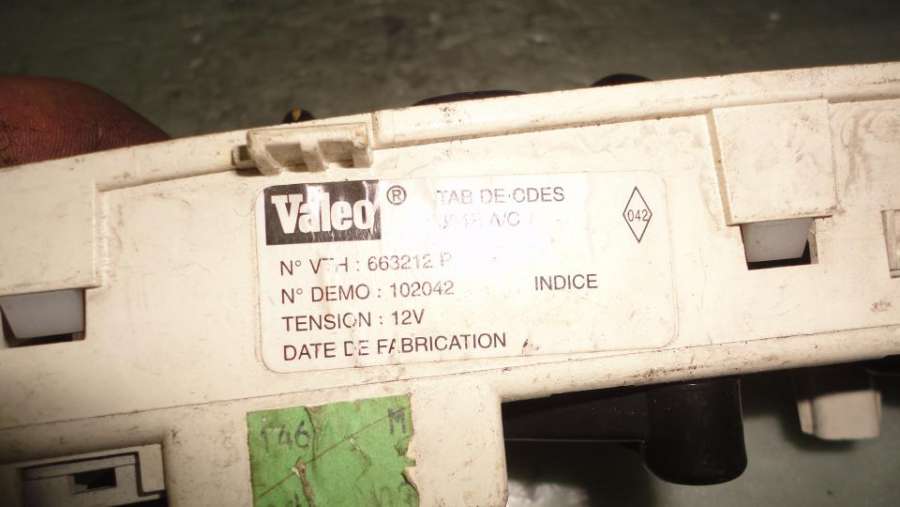 Valeo ® TAB DE CDES
A/C
042
N° VTH : 663212 P
N° DEMO : 102042 INDICE
TENSION : 12V
DATE DE FABRICATION
M